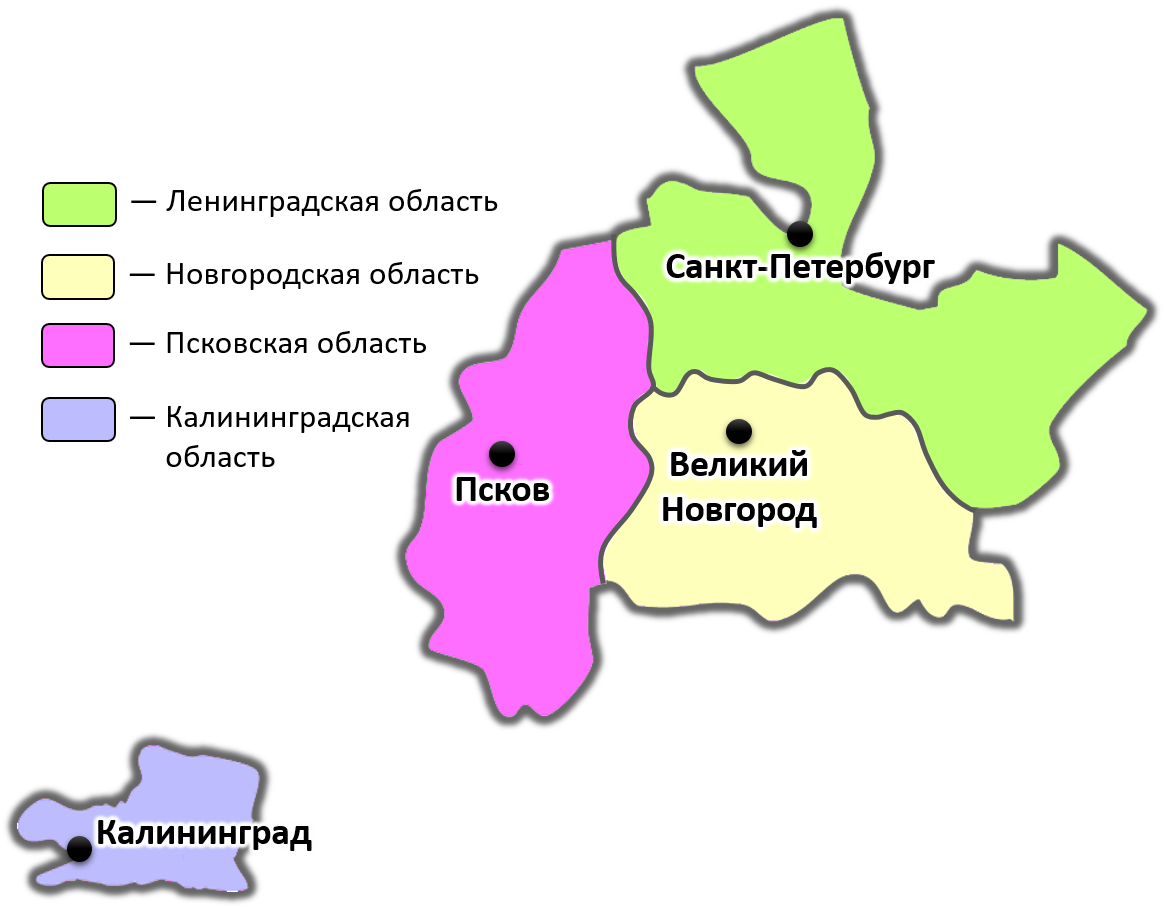 — Ленинградская область
— Новгородская область
— Псковская область
— Калининградская
область
Санкт-Петербург
Великий
Новгород
Псков
Калининград